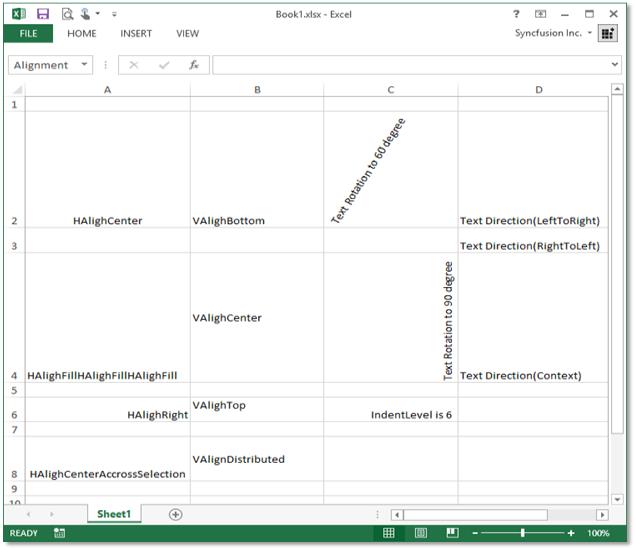 Book1.xlsx - Excel
?
FILE HOME INSERT VIEW
Syncfusion Inc.
Alignment
fx
A B C D
1
Text Rotation to 60 degree
2 HAlighCenter VAlighBottom Text Direction(LeftToRight)
3 Text Direction(RightToLeft)
VAlighCenter
Text Rotation to 90 degree
4 HAlighFillHAlighFillHAlighFill Text Direction(Context)
5
VAlighTop
6 HAlighRight IndentLevel is 6
7
VAlignDistributed
8 HAlighCenterAccrossSelection
9
10
Sheet1
READY
100%